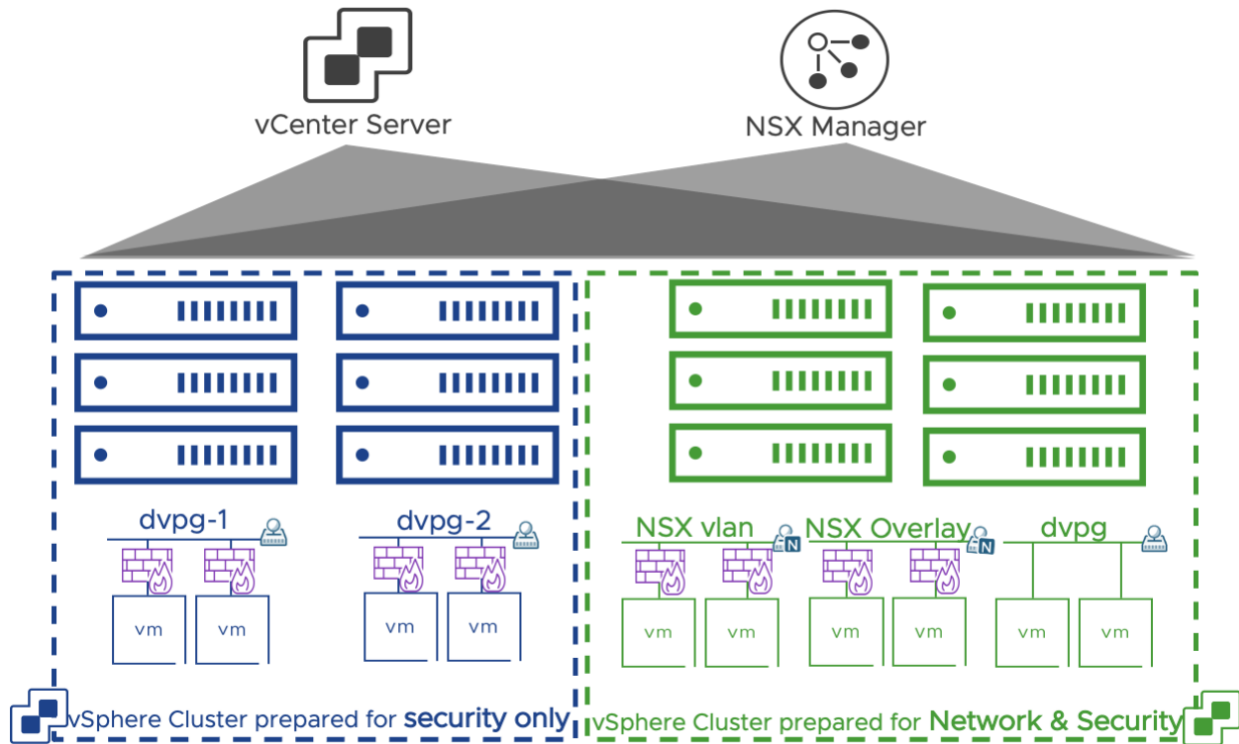 vCenter Server
NSX Manager
dvpg-1
dvpg-2
NSX vlan
NSX Overlay
dvpg
N
N
vm
vm
vm
vm
vm
vm
vm
vm
vm
vm
vSphere Cluster prepared for security only
vSphere Cluster prepared for Network & Security